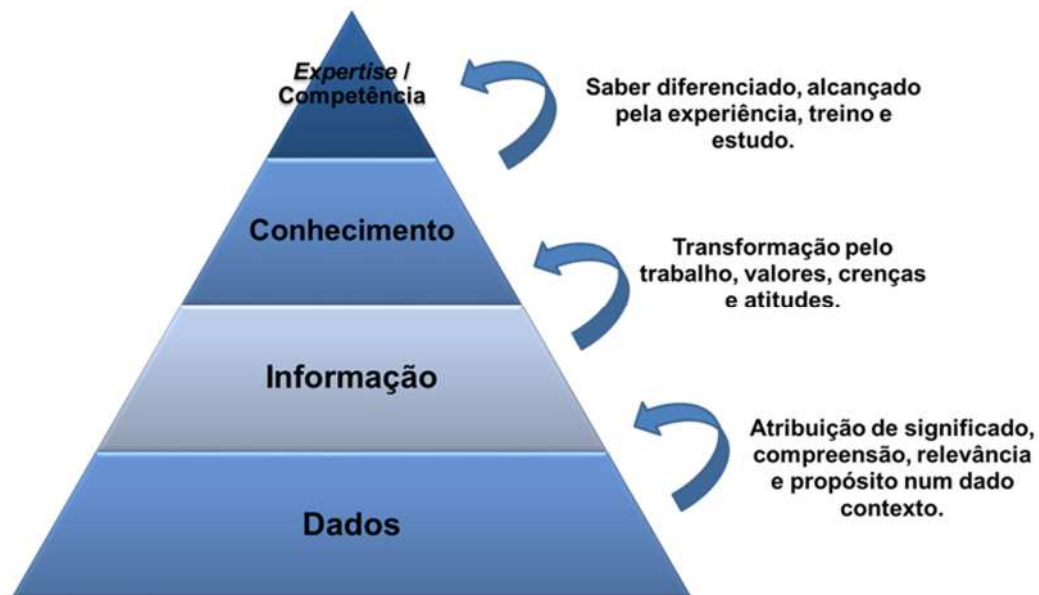 Expertise /
Competência
Saber diferenciado, alcançado
pela experiência, treino e
estudo.
Conhecimento
Transformação pelo
trabalho, valores, crenças
e atitudes.
Informação
Atribuição de significado,
compreensão, relevância
e propósito num dado
contexto.
Dados